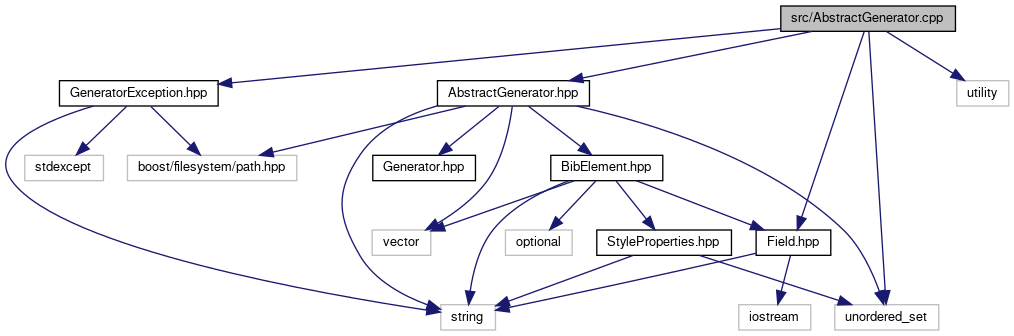 src/AbstractGenerator.cpp
GeneratorException.hpp
AbstractGenerator.hpp
utility
stdexcept
boost/filesystem/path.hpp
Generator.hpp
BibElement.hpp
vector
optional
StyleProperties.hpp
Field.hpp
string
iostream
unordered_set